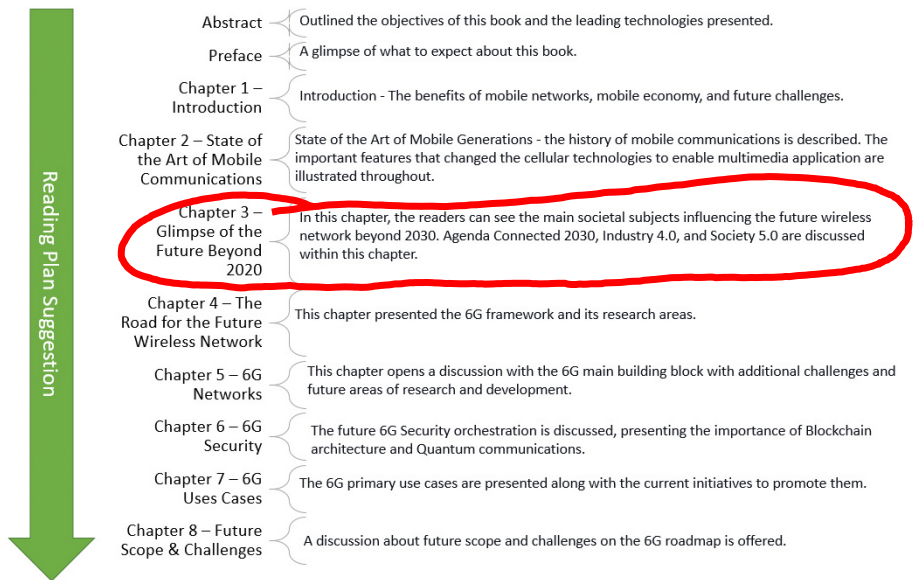 Reading Plan Suggestion
Abstract
Outlined the objectives of this book and the leading technologies presented.
Preface
A glimpse of what to expect about this book.
Chapter 1 –
Introduction
Introduction - The benefits of mobile networks, mobile economy, and future challenges.
Chapter 2 – State of
the Art of Mobile
Communications
State of the Art of Mobile Generations - the history of mobile communications is described. The
important features that changed the cellular technologies to enable multimedia application are
illustrated throughout.
Chapter 3 –
Glimpse of the
Future Beyond
2020
In this chapter, the readers can see the main societal subjects influencing the future wireless
network beyond 2030. Agenda Connected 2030, Industry 4.0, and Society 5.0 are discussed
within this chapter.
Chapter 4 – The
Road for the Future
Wireless Network
This chapter presented the 6G framework and its research areas.
Chapter 5 – 6G
Networks
This chapter opens a discussion with the 6G main building block with additional challenges and
future areas of research and development.
Chapter 6 – 6G
Security
The future 6G Security orchestration is discussed, presenting the importance of Blockchain
architecture and Quantum communications.
Chapter 7 – 6G
Uses Cases
The 6G primary use cases are presented along with the current initiatives to promote them.
Chapter 8 – Future
Scope & Challenges
A discussion about future scope and challenges on the 6G roadmap is offered.